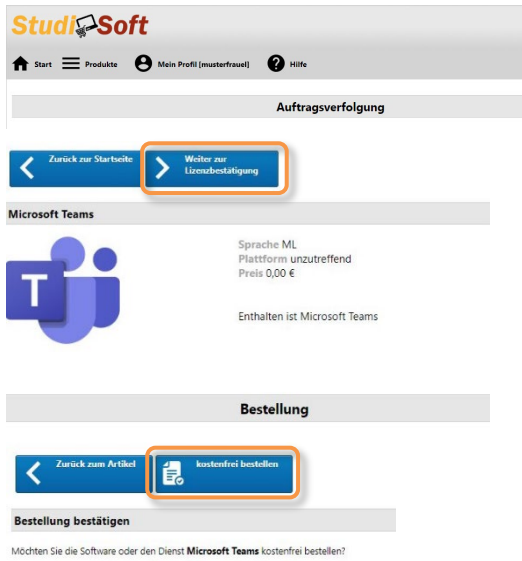 StudiSoft
Start Produkte Mein Profil [musterfrauel] Hilfe
Auftragsverfolgung
Zurück zur Startseite
Weiter zur
Lizenzbestätigung
Microsoft Teams
T
Sprache ML
Plattform unzutreffend
Preis 0,00 €
Enthalten ist Microsoft Teams
Bestellung
Zurück zum Artikel
kostenfrei bestellen
Bestellung bestätigen
Möchten Sie die Software oder den Dienst Microsoft Teams kostenfrei bestellen?